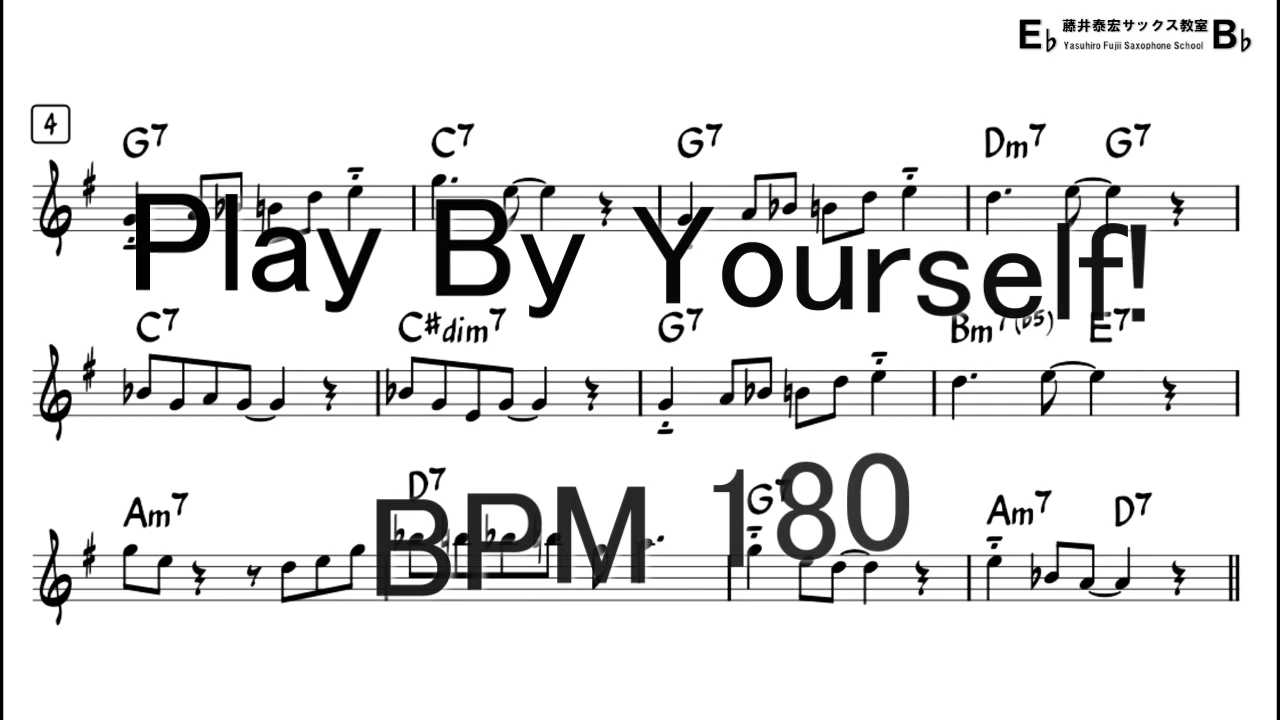 E♭ 藤井泰宏サックス教室 B♭
Yasuhiro Fujii Saxophone School
4
G7 C7 G7 Dm7 G7
Play By Yourself!
C7 C#dim7 G7 Bm7(♭5) E7
D7
Am7 G7 Am7 D7
BPM 180